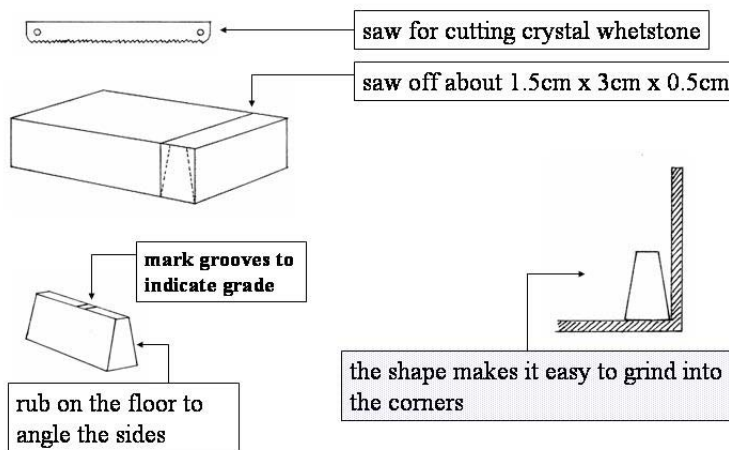 saw for cutting crystal whetstone
saw off about 1.5cm x 3cm x 0.5cm
mark grooves to
indicate grade
rub on the floor to
angle the sides
the shape makes it easy to grind into
the corners